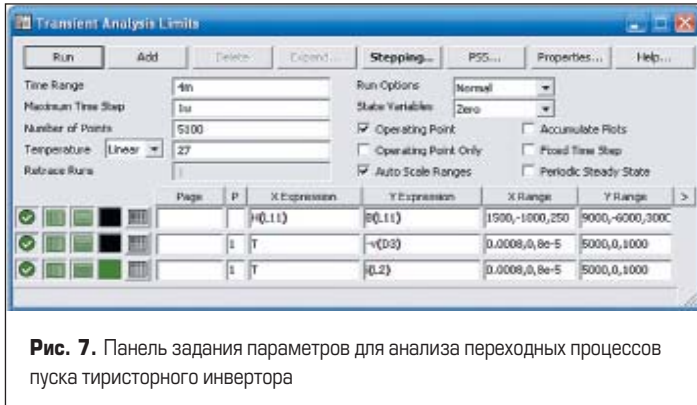 Transient Analysis Limits
Run Add Delete Expand... Stepping... PSS... Properties... Help...
Time Range 4m Run Options Normal
Maximum Time Step 1u State Variables Zero
Number of Points 5100 Operating Point Accumulate Plots
Temperature Linear 27 Operating Point Only Fixed Time Step
Retrace Runs 1 Auto Scale Ranges Periodic Steady State
Page P X Expression Y Expression X Range Y Range >
H(L11) B(L11) 1500,-1000,250 9000,-6000,300
1 T -v(D3) 0.0008,0,8e-5 5000,0,1000
1 T i(L2) 0.0008,0,8e-5 5000,0,1000
Рис. 7. Панель задания параметров для анализа переходных процессов
пуска тиристорного инвертора